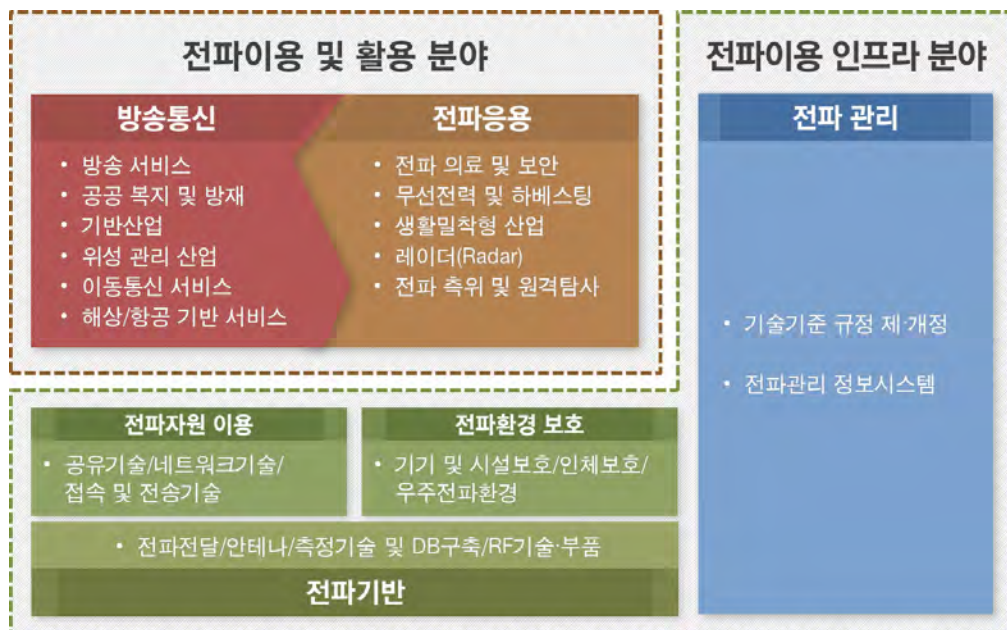 전파이용 및 활용 분야
방송통신
• 방송 서비스
• 공공 복지 및 방재
• 기반산업
• 위성 관리 산업
• 이동통신 서비스
• 해상/항공 기반 서비스
전파응용
• 전파 의료 및 보안
• 무선전력 및 하베스팅
• 생활밀착형 산업
• 레이더(Radar)
• 전파 측위 및 원격탐사
전파이용 인프라 분야
전파 관리
• 기술기준 규정 제·개정
• 전파관리 정보시스템
전파자원 이용
• 공유기술/네트워크기술/
접속 및 전송기술
전파환경 보호
• 기기 및 시설보호/인체보호/
우주전파환경
• 전파전달/안테나/측정기술 및 DB구축/RF기술·부품
전파기반